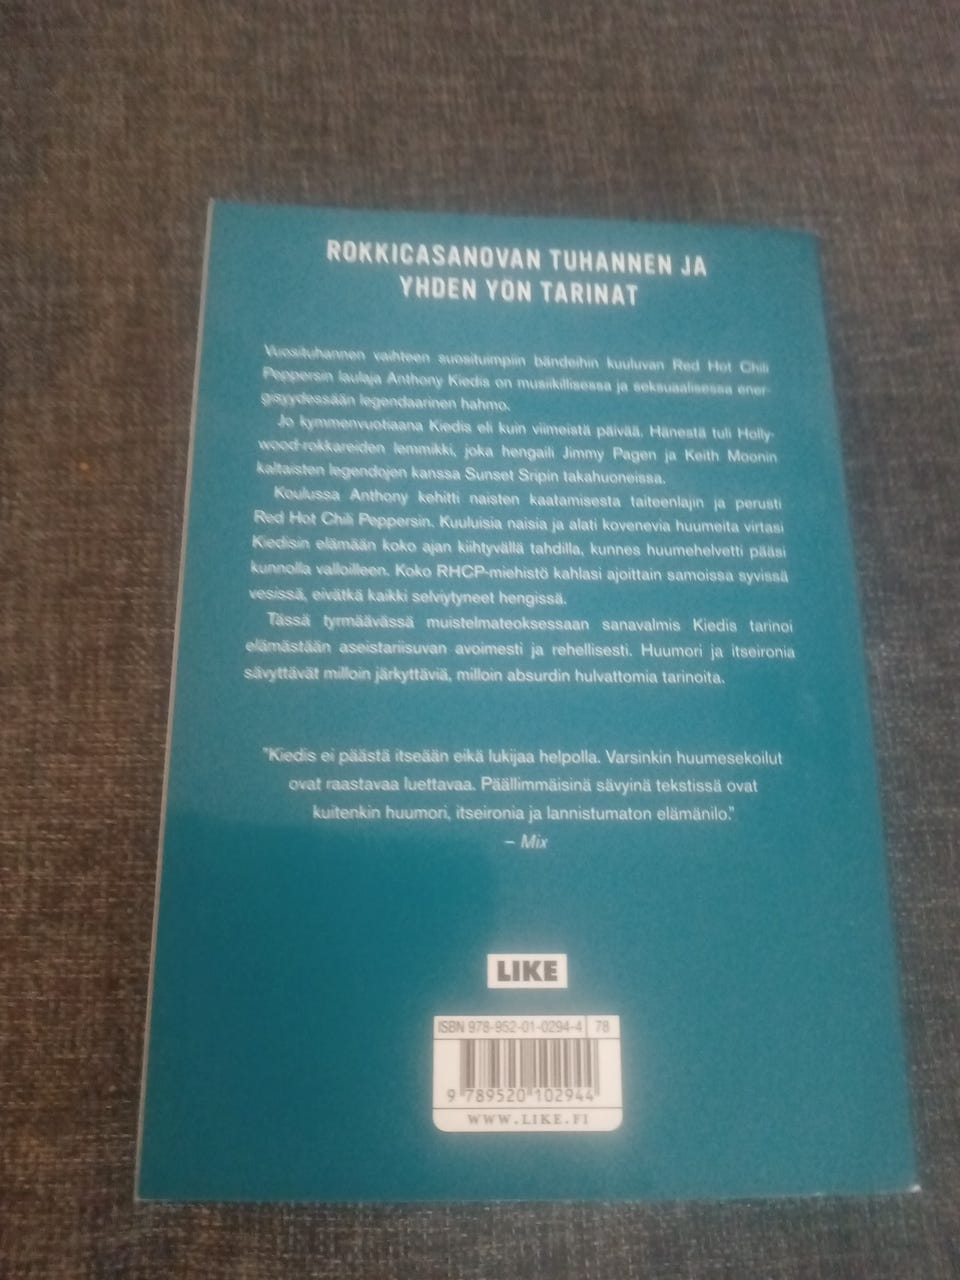 ROKKICASANOVAN TUHANNEN JA
YHDEN YÖN TARINAT
Vuosituhannen vaihteen suosituimpiin bändeihin kuuluvan Red Hot Chili
Peppersin laulaja Anthony Kiedis on musiikillisessa ja seksuaalisessa ener-
gisyydessään legendaarinen hahmo.
Jo kymmenvuotiaana Kiedis eli kuin viimeistä päivää. Hänestä tuli Holly-
wood-rokkareiden lemmikki, joka hengaili Jimmy Pagen ja Keith Moonin
kaltaisten legendojen kanssa Sunset Sripin takahuoneissa.
Koulussa Anthony kehitti naisten kaatamisesta taiteenlajin ja perusti
Red Hot Chili Peppersin. Kuuluisia naisia ja alati kovenevia huumeita virtasi
Kiedisin elämään koko ajan kiihtyvällä tahdilla, kunnes huumehelvetti pääsi
kunnolla valloilleen. Koko RHCP-miehistö kahlasi ajoittain samoissa syvissä
vesissä, eivätkä kaikki selviytyneet hengissä.
Tässä tyrmäävässä muistelmateoksessaan sanavalmis Kiedis tarinoi
elämästään aseistariisuvan avoimesti ja rehellisesti. Huumori ja itseironia
sävyttävät milloin järkyttäviä, milloin absurdin hulvattomia tarinoita.
"Kiedis ei päästä itseään eikä lukijaa helpolla. Varsinkin huumesekoilut
ovat raastavaa luettavaa. Päällimmäisinä sävyinä tekstissä ovat
kuitenkin huumori, itseironia ja lannistumaton elämänilo."
– Mix
LIKE
ISBN 978-952-01-0294-4 78
9 789520 102944
WWW.LIKE.FI